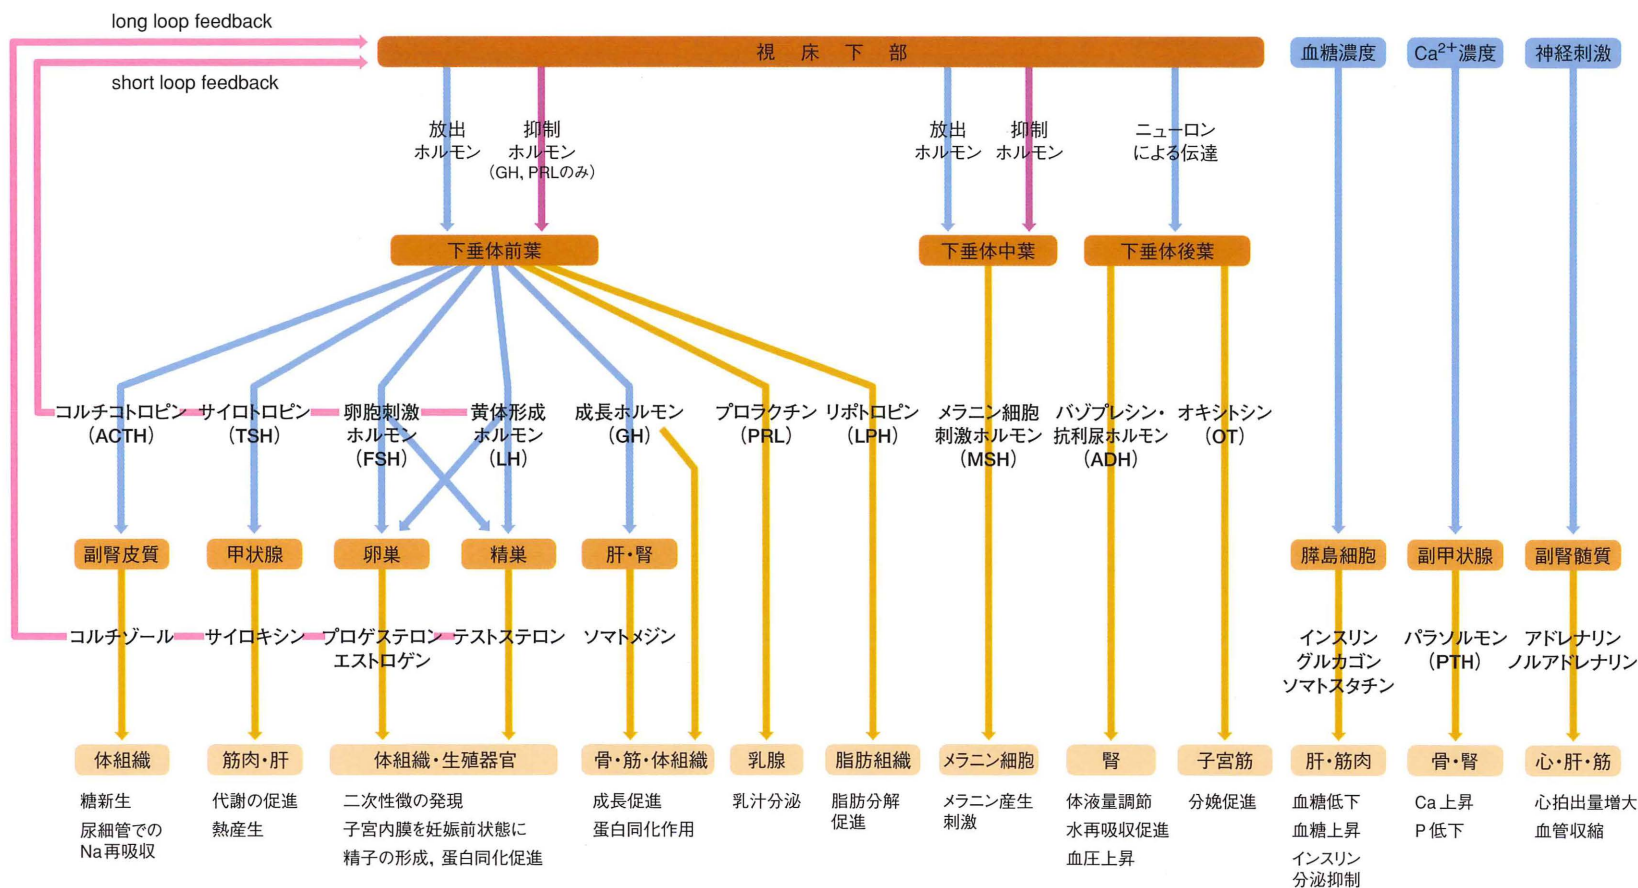 long loop feedback
short loop feedback
視床下部
血糖濃度
Ca²⁺濃度
神経刺激
放出
ホルモン
抑制
ホルモン
(GH, PRLのみ)
放出
ホルモン
抑制
ホルモン
ニューロン
による伝達
下垂体前葉
下垂体中葉
下垂体後葉
コルチコトロピン
(ACTH)
サイロトロピン
(TSH)
卵胞刺激
ホルモン
(FSH)
黄体形成
ホルモン
(LH)
成長ホルモン
(GH)
プロラクチン
(PRL)
リポトロピン
(LPH)
メラニン細胞
刺激ホルモン
(MSH)
バゾプレシン・
抗利尿ホルモン
(ADH)
オキシトシン
(OT)
副腎皮質
甲状腺
卵巣
精巣
肝・腎
膵島細胞
副甲状腺
副腎髄質
コルチゾール
サイロキシン
プロゲステロン
エストロゲン
テストステロン
ソマトメジン
インスリン
グルカゴン
ソマトスタチン
パラソルモン
(PTH)
アドレナリン
ノルアドレナリン
体組織
筋肉・肝
体組織・生殖器官
骨・筋・体組織
乳腺
脂肪組織
メラニン細胞
腎
子宮筋
肝・筋肉
骨・腎
心・肝・筋
糖新生
尿細管での
Na再吸収
代謝の促進
熱産生
二次性徴の発現
子宮内膜を妊娠前状態に
精子の形成, 蛋白同化促進
成長促進
蛋白同化作用
乳汁分泌
脂肪分解
促進
メラニン産生
刺激
体液量調節
水再吸収促進
血圧上昇
分娩促進
血糖低下
血糖上昇
インスリン
分泌抑制
Ca上昇
P低下
心拍出量増大
血管収縮